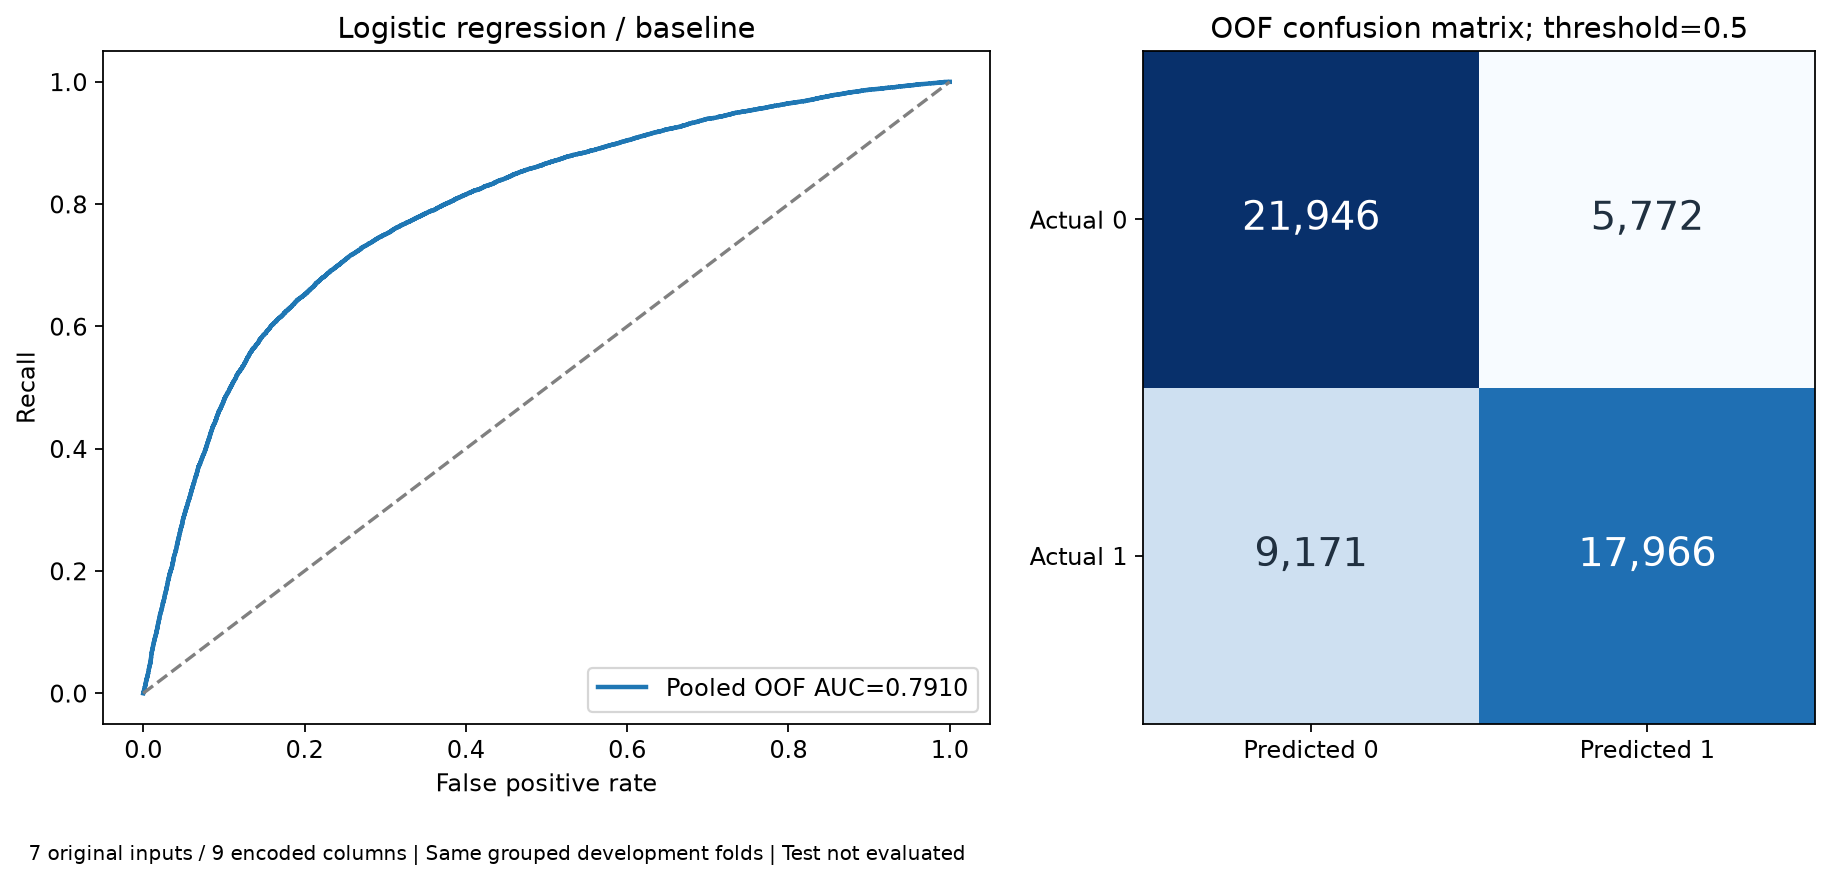 Logistic regression / baseline
1.0
0.8
0.6
0.4
0.2
0.0
Recall
0.0 0.2 0.4 0.6 0.8 1.0
False positive rate
Pooled OOF AUC=0.7910
OOF confusion matrix; threshold=0.5
Actual 0
21,946 5,772
Actual 1
9,171 17,966
Predicted 0 Predicted 1
7 original inputs / 9 encoded columns | Same grouped development folds | Test not evaluated